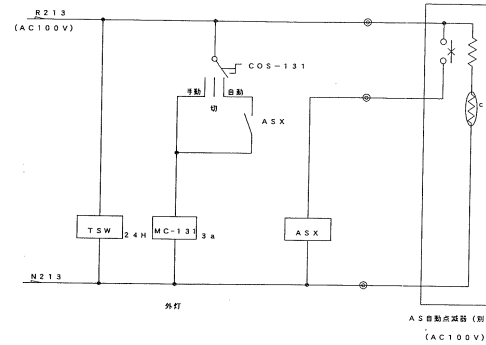 R213
(AC100V)
COS-131
手動 自動
切
ASX
C
TSW
24H
MC-131
3a
ASX
N213
外灯
AS自動点滅器(別
(AC100V)